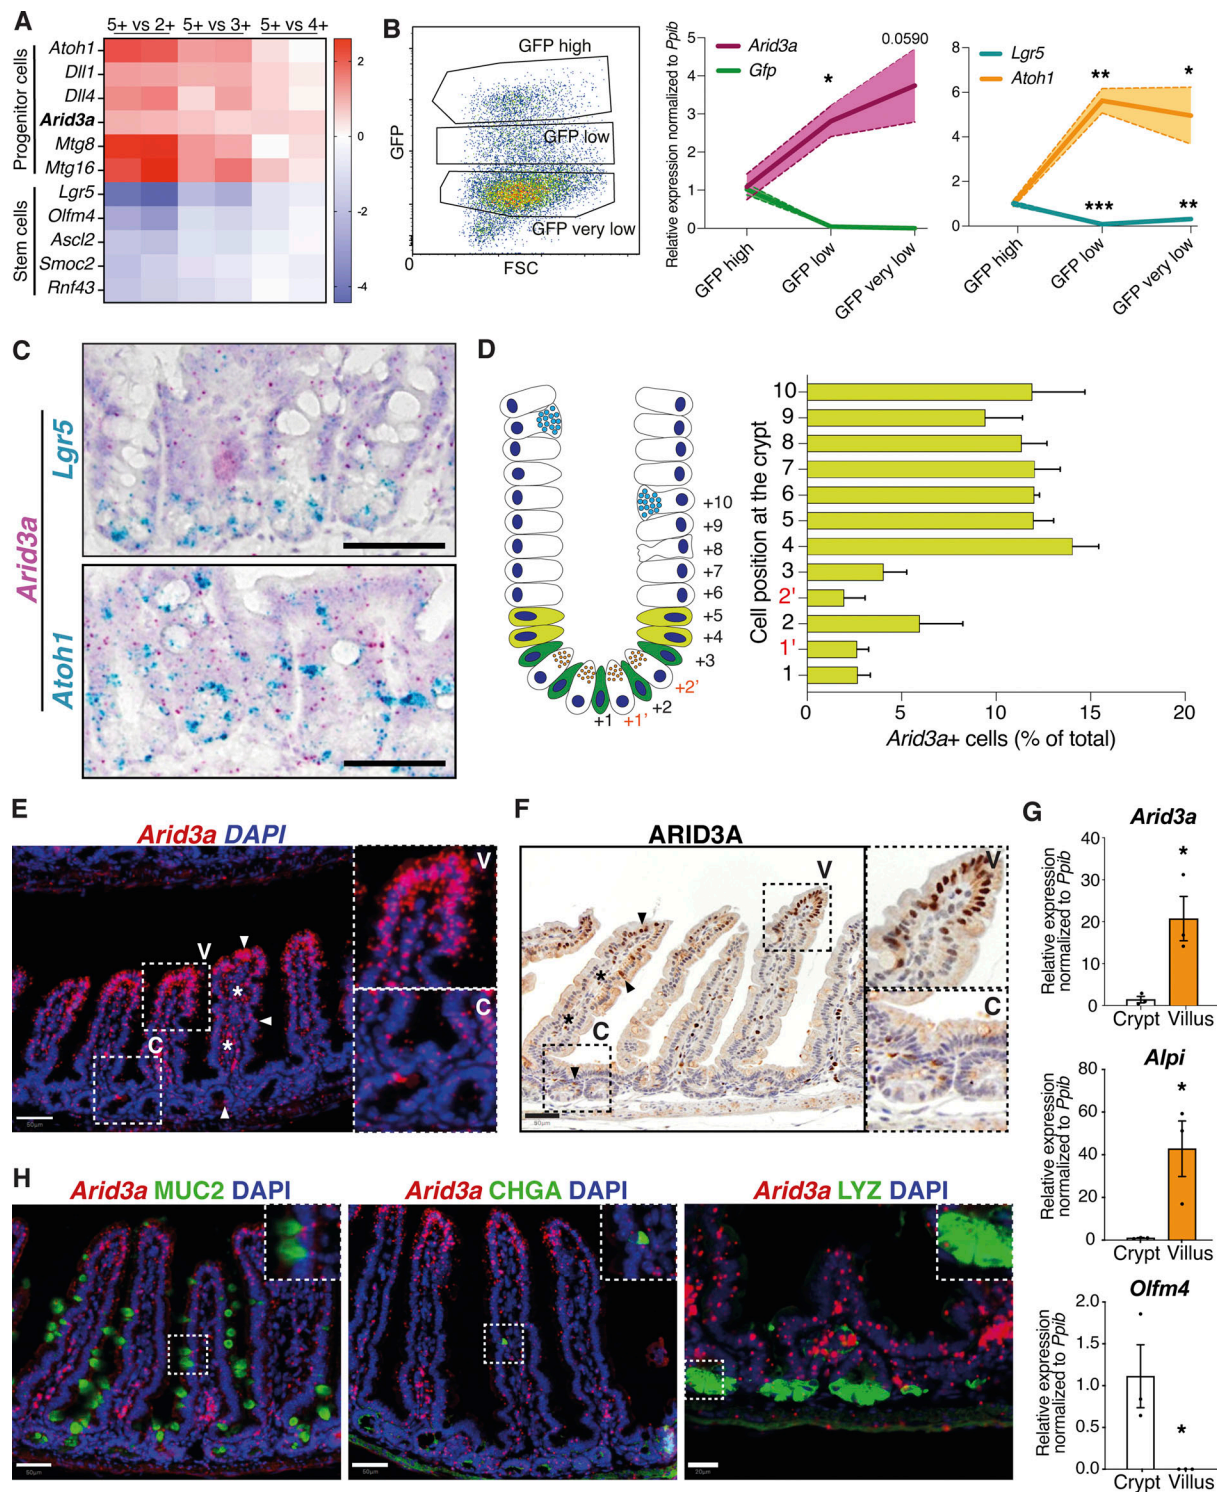 A
5+ vs 2+ 5+ vs 3+ 5+ vs 4+
Progenitor cells
Stem cells
Atoh1
Dll1
Dll4
Arid3a
Mtg8
Mtg16
Lgr5
Olfm4
Ascl2
Smoc2
Rnf43
2
0
-2
-4
B
GFP
GFP high
GFP low
GFP very low
0
FSC
Relative expression normalized to Ppib
5
4
3
2
1
0
Arid3a
Gfp
*
0.0590
GFP high
GFP low
GFP very low
8
6
4
2
0
Lgr5
Atoh1
**
*
***
**
GFP high
GFP low
GFP very low
C
Arid3a
Lgr5
Atoh1
D
+10
+9
+8
+7
+6
+5
+4
+3
+2'
+2
+1'
+1
Cell position at the crypt
10
9
8
7
6
5
4
3
2'
2
1'
1
0 5 10 15 20
Arid3a+ cells (% of total)
E
Arid3a DAPI
V
C
*
*
50μm
V
C
F
ARID3A
V
C
*
*
50μm
V
C
G
Arid3a
Relative expression
normalized to Ppib
40
30
20
10
0
*
Crypt Villus
Alpi
Relative expression
normalized to Ppib
80
60
40
20
0
*
Crypt Villus
Olfm4
Relative expression
normalized to Ppib
2.0
1.5
1.0
0.5
0.0
*
Crypt Villus
H
Arid3a MUC2 DAPI
50μm
Arid3a CHGA DAPI
50μm
Arid3a LYZ DAPI
20μm